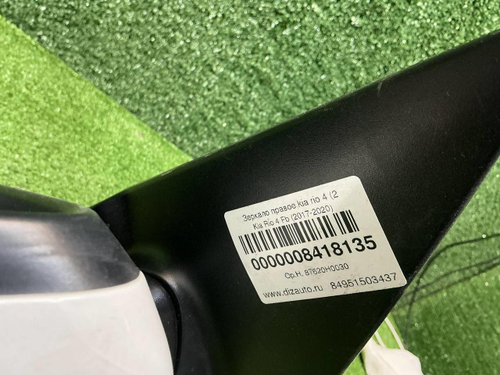 Зеркало правое kia rio 4 (2
Kia Rio 4 Fb (2017-2020)
0000008418135
Ор.Н. 87620H0030
www.dizauto.ru 84951503437